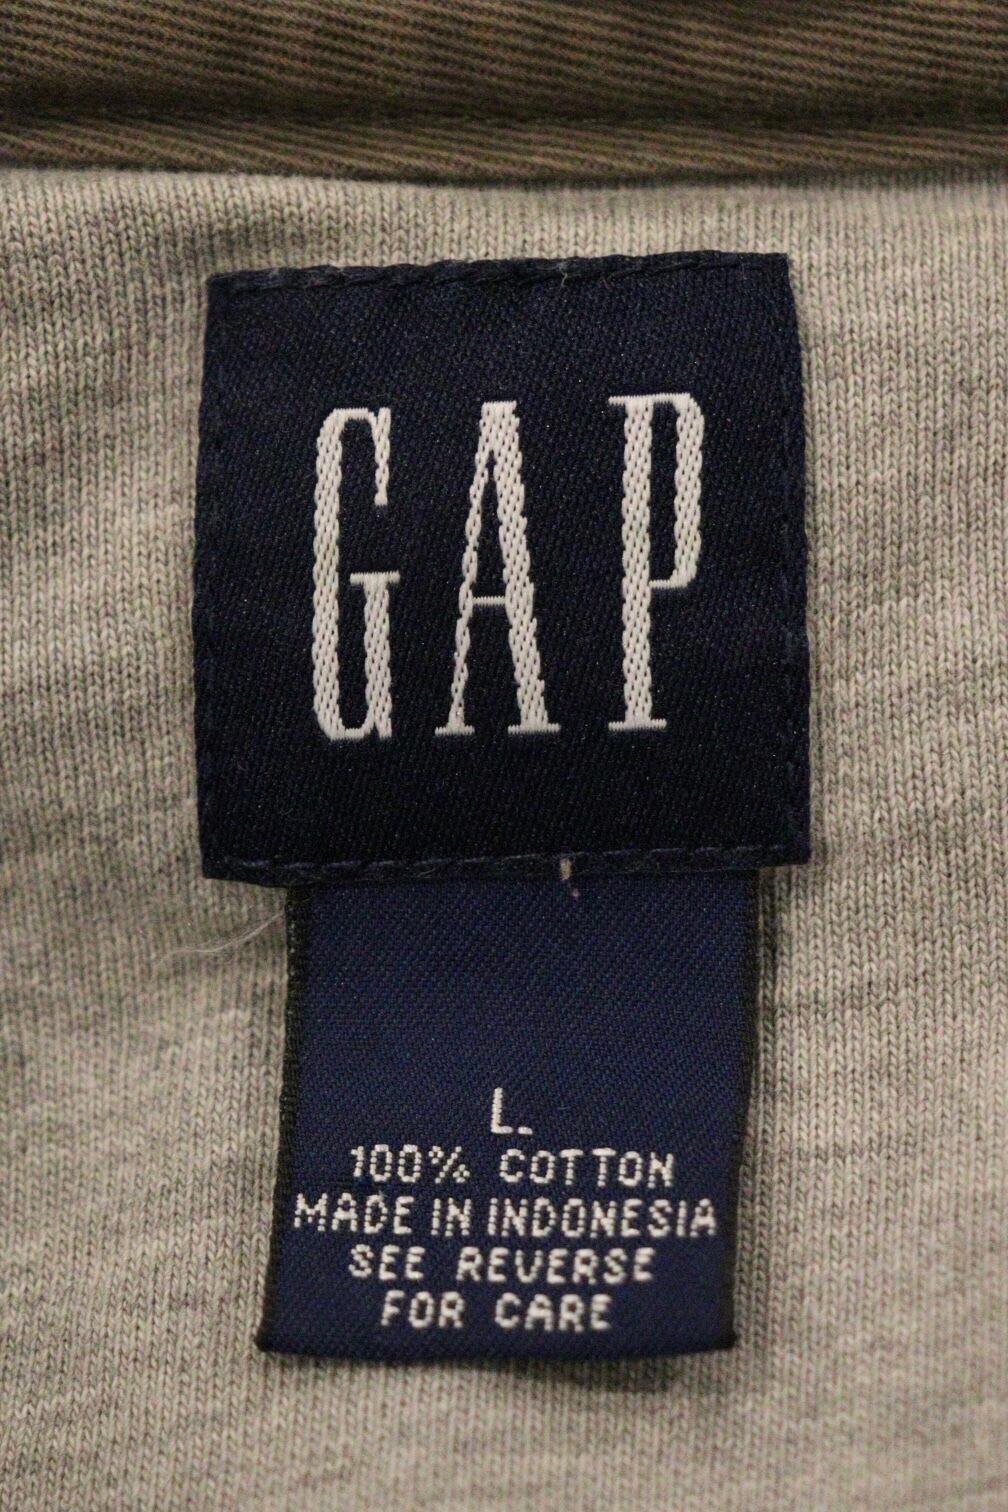 GAP
L.
100% COTTON
MADE IN INDONESIA
SEE REVERSE
FOR CARE